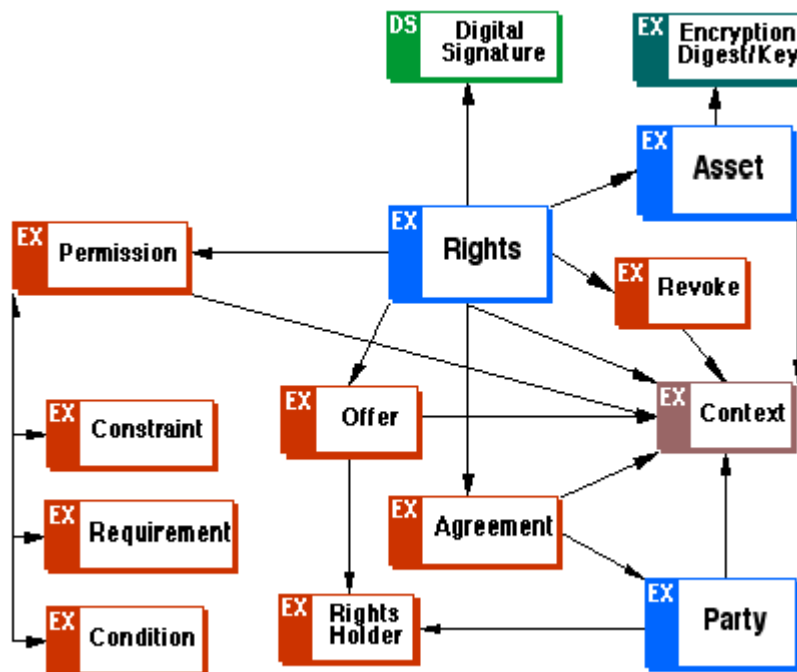 DS Digital
Signature
EX Encryption
Digest/Key
EX Asset
EX Permission
EX Rights
EX Revoke
EX Offer
EX Context
EX Constraint
EX Agreement
EX Requirement
EX Rights
Holder
EX Party
EX Condition